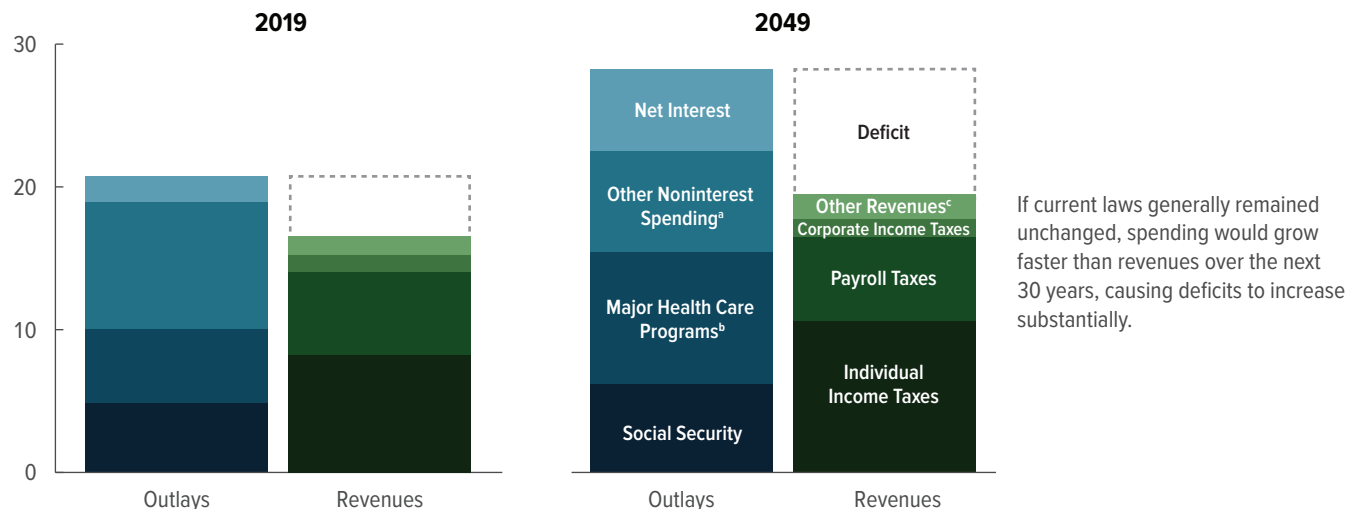 2019
2049
30
20
10
0
Net Interest
Other Noninterest
Spendingᵃ
Major Health Care
Programsᵇ
Social Security
Deficit
Other Revenuesᶜ
Corporate Income Taxes
Payroll Taxes
Individual
Income Taxes
If current laws generally remained
unchanged, spending would grow
faster than revenues over the next
30 years, causing deficits to increase
substantially.
Outlays
Revenues
Outlays
Revenues